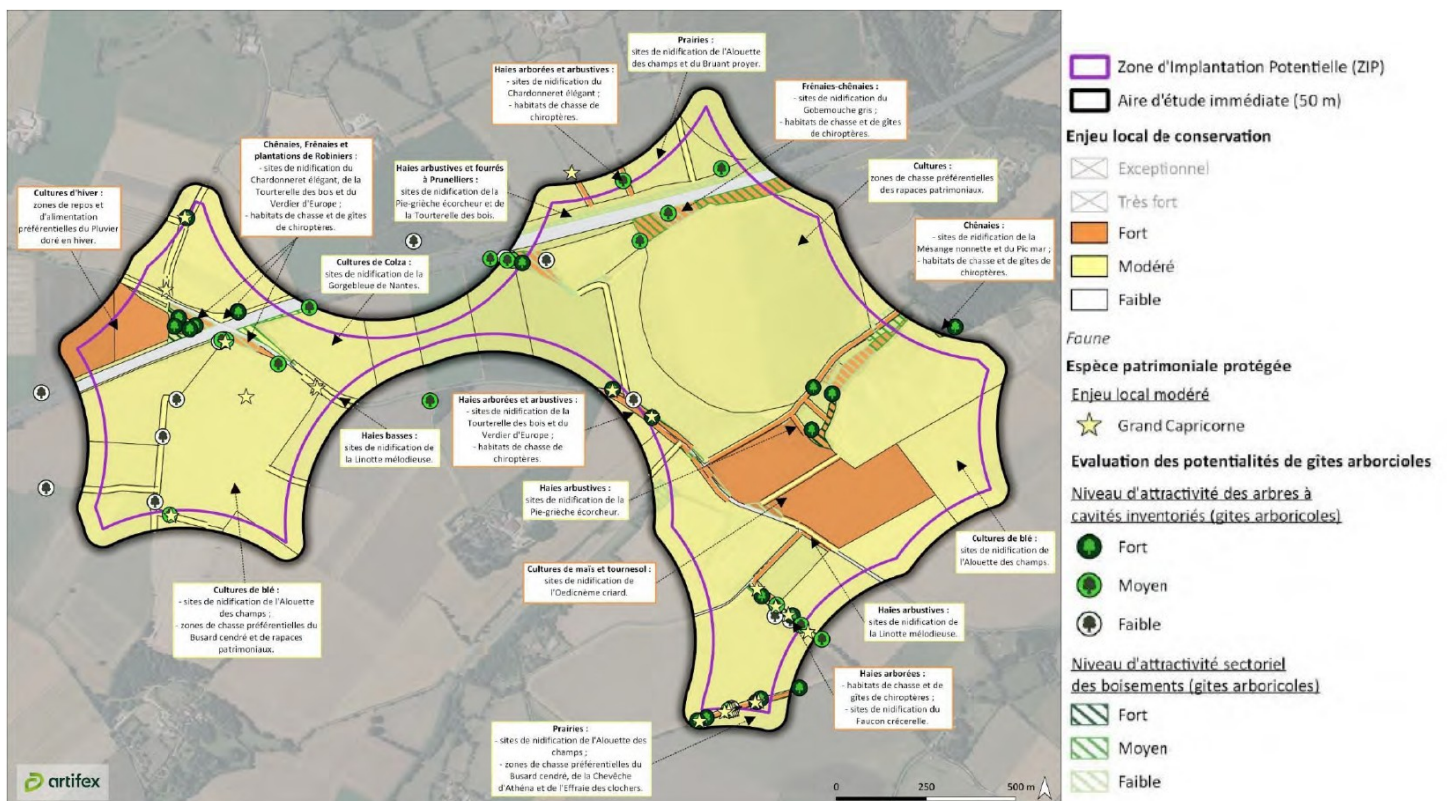 Prairies :
sites de nidification de l'Alouette
des champs et du Bruant proyer.
Haies arborées et arbustives :
- sites de nidification du
Chardonneret élégant ;
- habitats de chasse de
chiroptères.
Frênaies-chênaies :
- sites de nidification du
Gobemouche gris ;
- habitats de chasse et de gîtes
de chiroptères.
Chênaies, Frênaies et
plantations de Robiniers :
- sites de nidification du
Chardonneret élégant, de la
Tourterelle des bois et du
Verdier d'Europe ;
- habitats de chasse et de gîtes
de chiroptères.
Haies arbustives et fourrés
à Prunelliers :
sites de nidification de la
Pie-grièche écorcheur et de
la Tourterelle des bois.
Cultures :
zones de chasse préférentielles
des rapaces patrimoniaux.
Cultures d'hiver :
zones de repos et
d'alimentation
préférentielles du Pluvier
doré en hiver.
Cultures de Colza :
sites de nidification de la
Gorgebleue de Nantes.
Chênaies :
- sites de nidification de la
Mésange nonnette et du Pic mar ;
- habitats de chasse et de gîtes de
chiroptères.
Haies basses :
sites de nidification de
la Linotte mélodieuse.
Haies arborées et arbustives :
- sites de nidification de la
Tourterelle des bois et du
Verdier d'Europe ;
- habitats de chasse de
chiroptères.
Haies arbustives :
sites de nidification de la
Pie-grièche écorcheur.
Cultures de blé :
sites de nidification de
l'Alouette des champs.
Cultures de maïs et tournesol :
sites de nidification de
l'Oedicnème criard.
Cultures de blé :
- sites de nidification de l'Alouette
des champs ;
- zones de chasse préférentielles du
Busard cendré et de rapaces
patrimoniaux.
Haies arbustives :
sites de nidification de
la Linotte mélodieuse.
Haies arborées :
- habitats de chasse et de
gîtes de chiroptères ;
- sites de nidification du
Faucon crécerelle.
Prairies :
- sites de nidification de l'Alouette des
champs ;
- zones de chasse préférentielles du
Busard cendré, de la Chevêche
d'Athéna et de l'Effraie des clochers.
artifex
0 250 500 m
Zone d'Implantation Potentielle (ZIP)
Aire d'étude immédiate (50 m)
Enjeu local de conservation
Exceptionnel
Très fort
Fort
Modéré
Faible
Faune
Espèce patrimoniale protégée
Enjeu local modéré
Grand Capricorne
Evaluation des potentialités de gîtes arborcioles
Niveau d'attractivité des arbres à
cavités inventoriés (gites arboricoles)
Fort
Moyen
Faible
Niveau d'attractivité sectoriel
des boisements (gites arboricoles)
Fort
Moyen
Faible